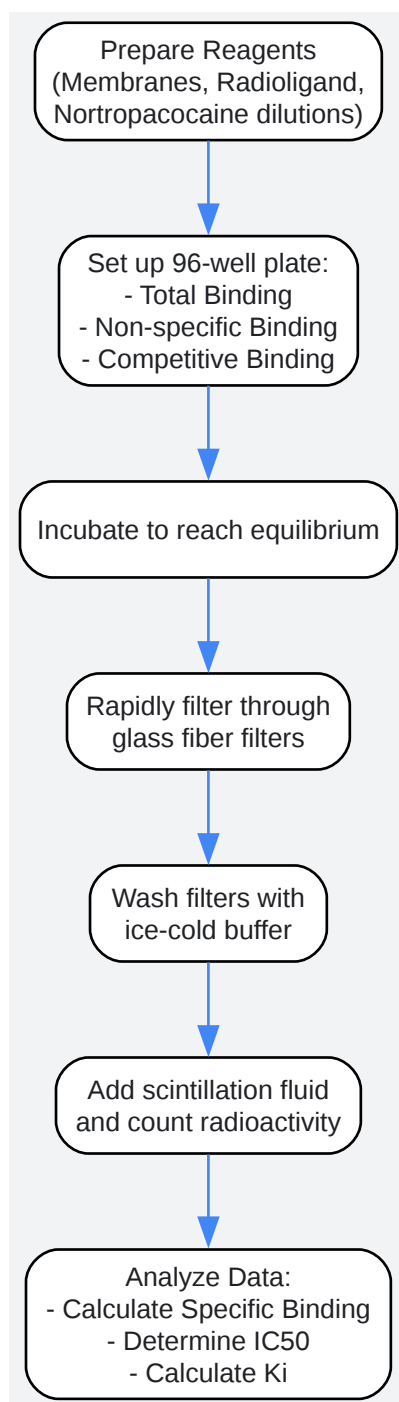 Prepare Reagents
(Membranes, Radioligand,
Nortropacocaine dilutions)
Set up 96-well plate:
- Total Binding
- Non-specific Binding
- Competitive Binding
Incubate to reach equilibrium
Rapidly filter through
glass fiber filters
Wash filters with
ice-cold buffer
Add scintillation fluid
and count radioactivity
Analyze Data:
- Calculate Specific Binding
- Determine IC50
- Calculate Ki